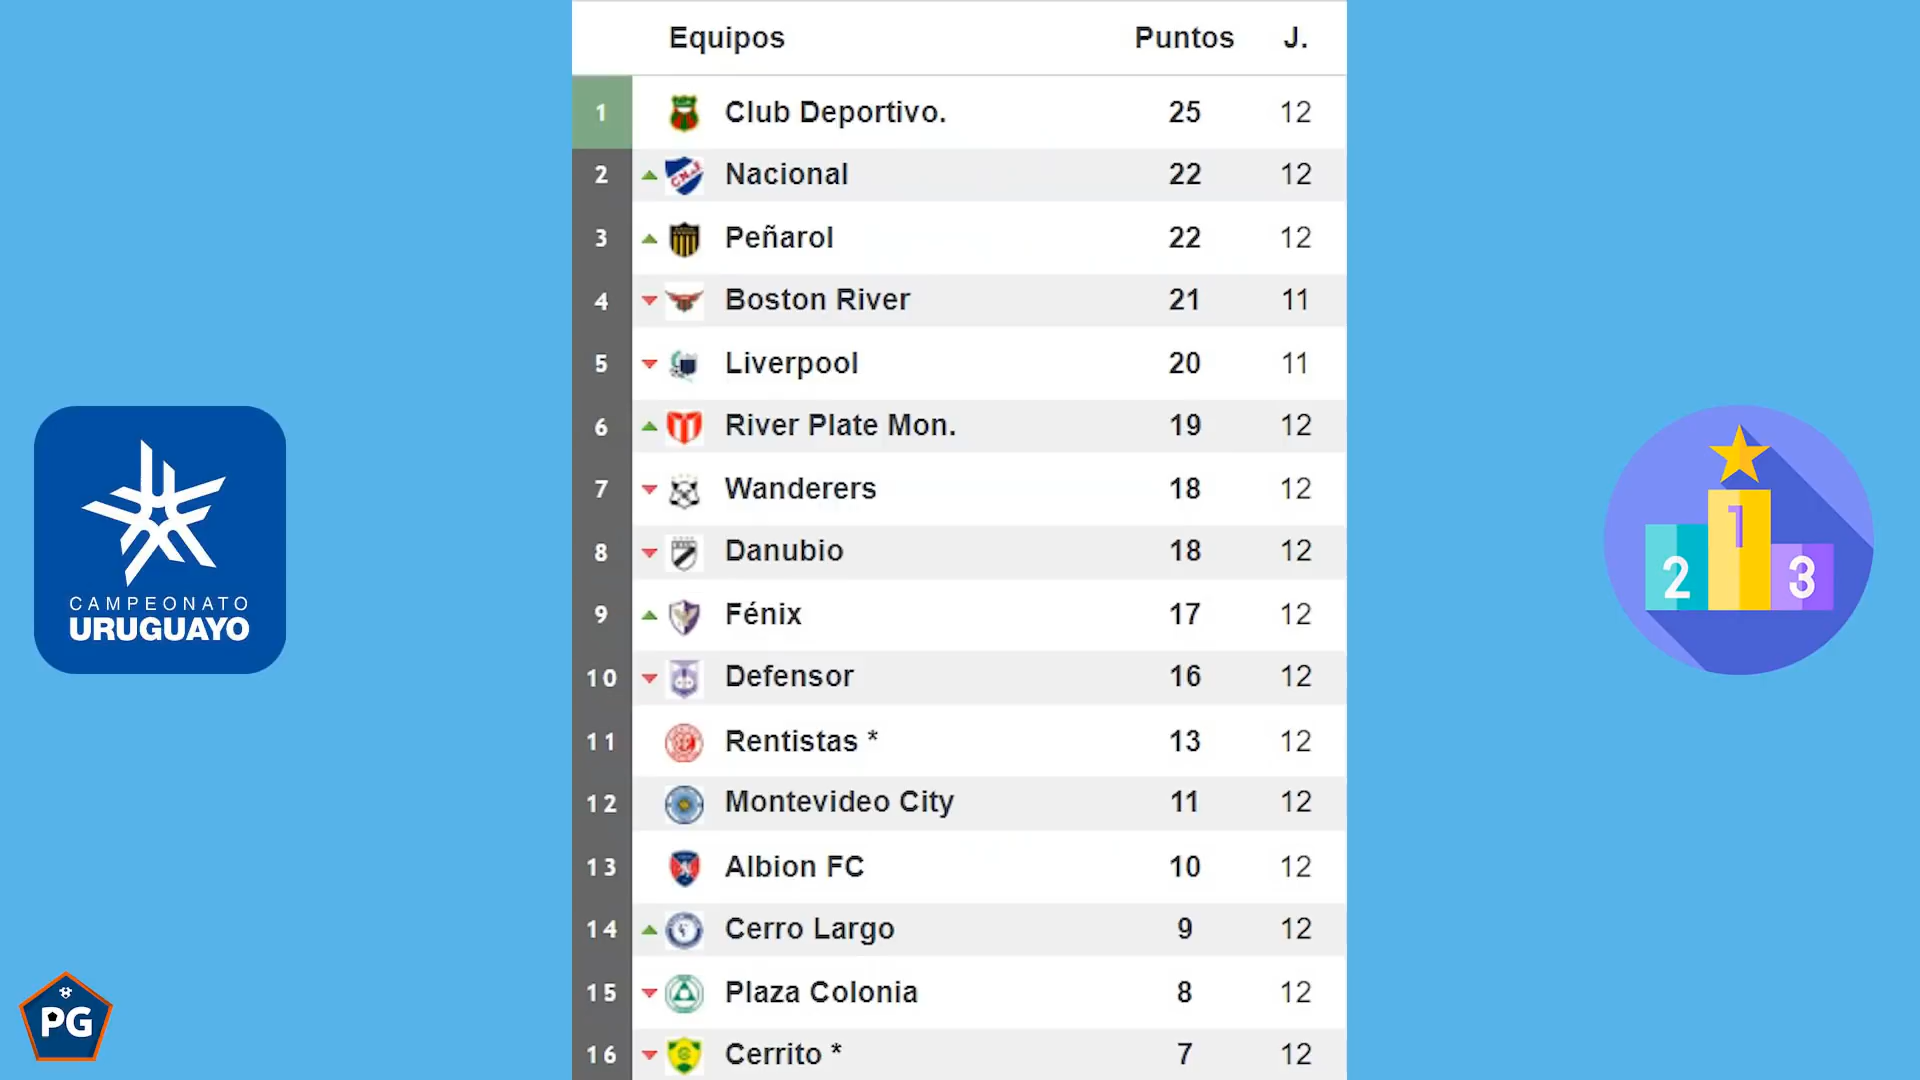 Equipos Puntos J.
1 Club Deportivo. 25 12
2 Nacional 22 12
3 Peñarol 22 12
4 Boston River 21 11
5 Liverpool 20 11
6 River Plate Mon. 19 12
7 Wanderers 18 12
8 Danubio 18 12
9 Fénix 17 12
10 Defensor 16 12
11 Rentistas * 13 12
12 Montevideo City 11 12
13 Albion FC 10 12
14 Cerro Largo 9 12
15 Plaza Colonia 8 12
16 Cerrito * 7 12
CAMPEONATO
URUGUAYO
1
2 3
PG